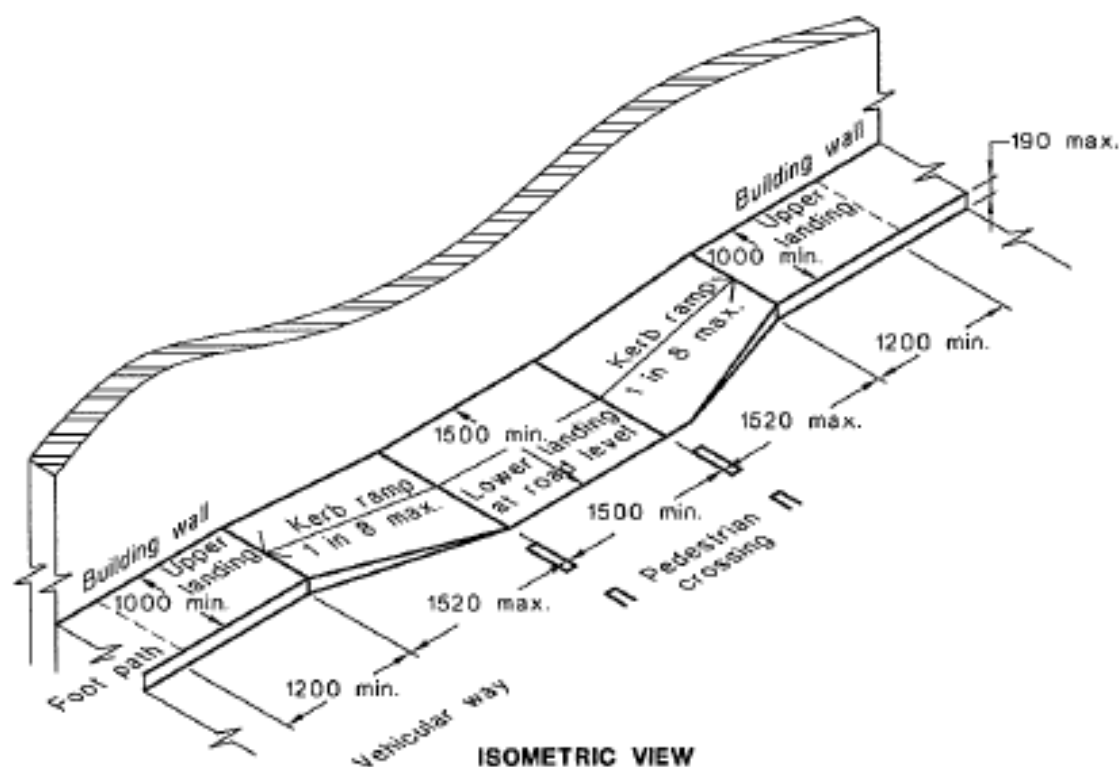 190 max.
Building wall
Upper
landing
1000 min.
Kerb ramp
1 in 8 max.
1200 min.
1520 max.
1500 min.
Lower landing
at road level
1500 min.
Pedestrian
crossing
Kerb ramp
1 in 8 max.
Building wall
Upper
landing
1000 min.
1520 max.
Foot path
1200 min.
Vehicular way
ISOMETRIC VIEW